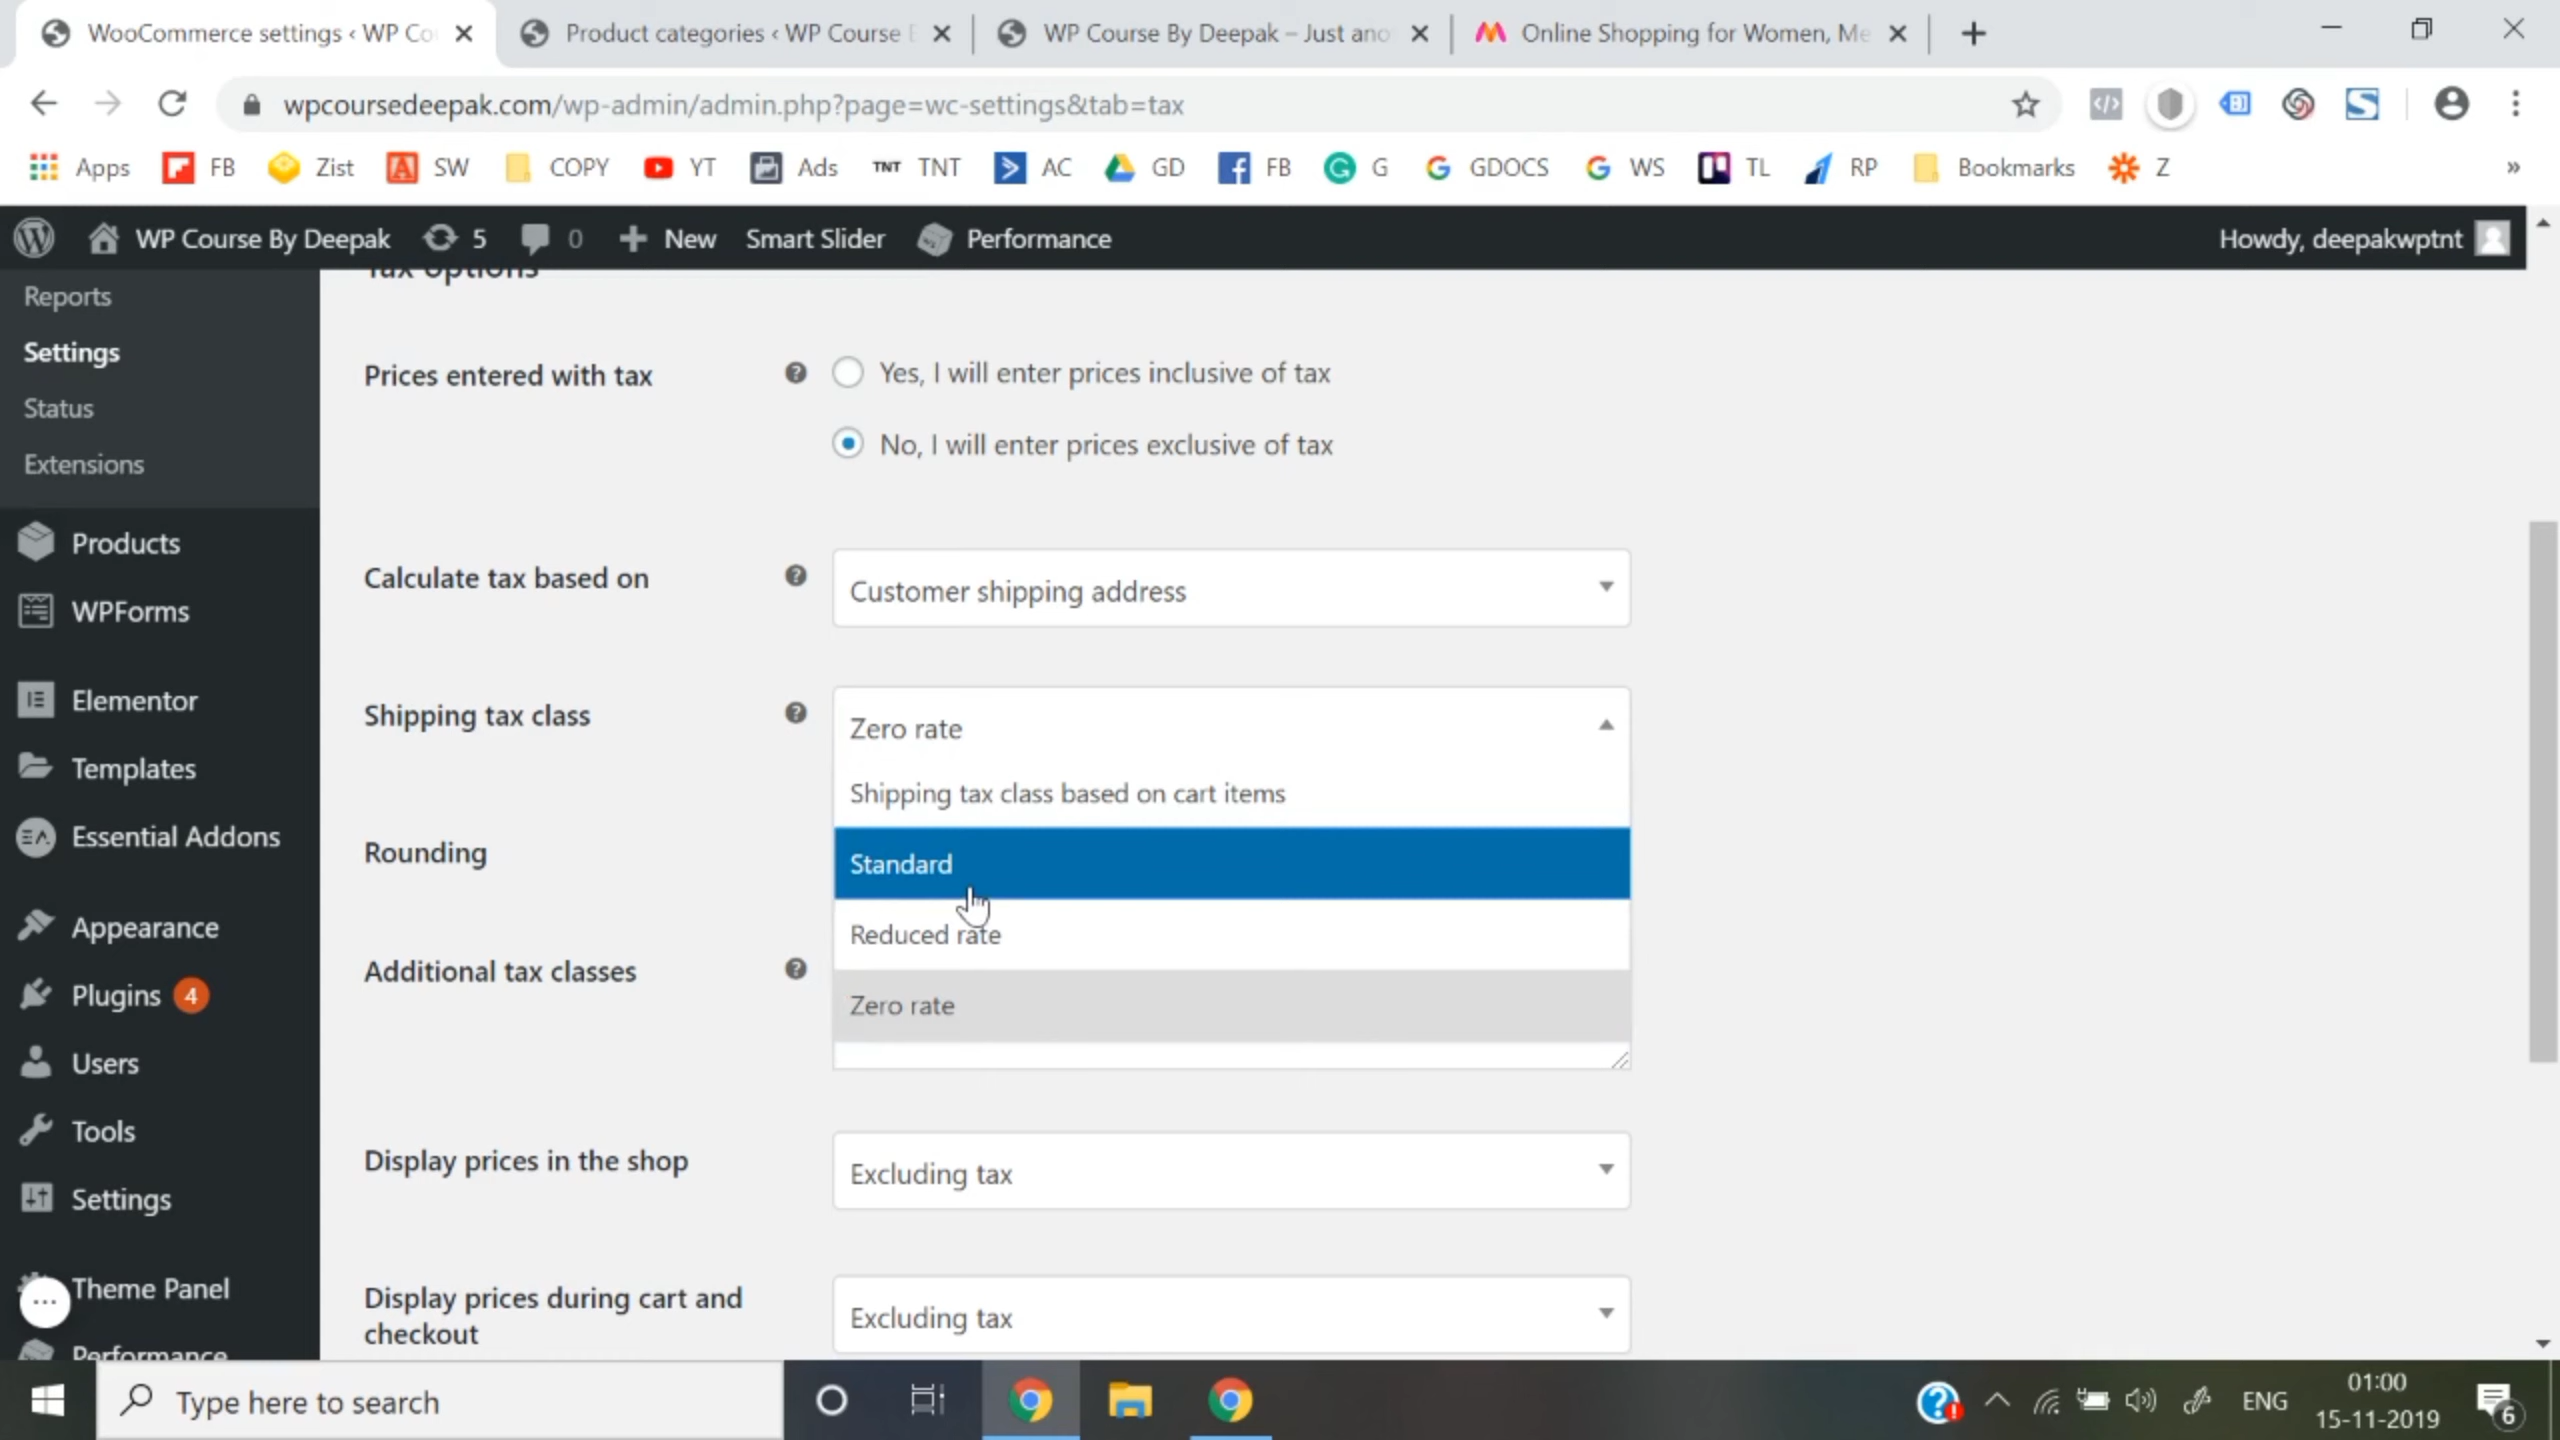 WooCommerce settings ‹ WP Co
Product categories ‹ WP Course
WP Course By Deepak – Just ano
Online Shopping for Women, Me
wpcoursedeepak.com/wp-admin/admin.php?page=wc-settings&tab=tax
Apps
FB
Zist
SW
COPY
YT
Ads
TNT TNT
AC
GD
FB
G
GDOCS
WS
TL
RP
Bookmarks
Z
WP Course By Deepak
5
0
New
Smart Slider
Performance
Howdy, deepakwptnt
Reports
Settings
Status
Extensions
Products
WPForms
Elementor
Templates
Essential Addons
Appearance
Plugins 4
Users
Tools
Settings
Theme Panel
Performance
Tax options
Prices entered with tax
Yes, I will enter prices inclusive of tax
No, I will enter prices exclusive of tax
Calculate tax based on
Customer shipping address
Shipping tax class
Zero rate
Shipping tax class based on cart items
Standard
Reduced rate
Zero rate
Rounding
Additional tax classes
Display prices in the shop
Excluding tax
Display prices during cart and
checkout
Excluding tax
Type here to search
ENG
01:00
15-11-2019
6